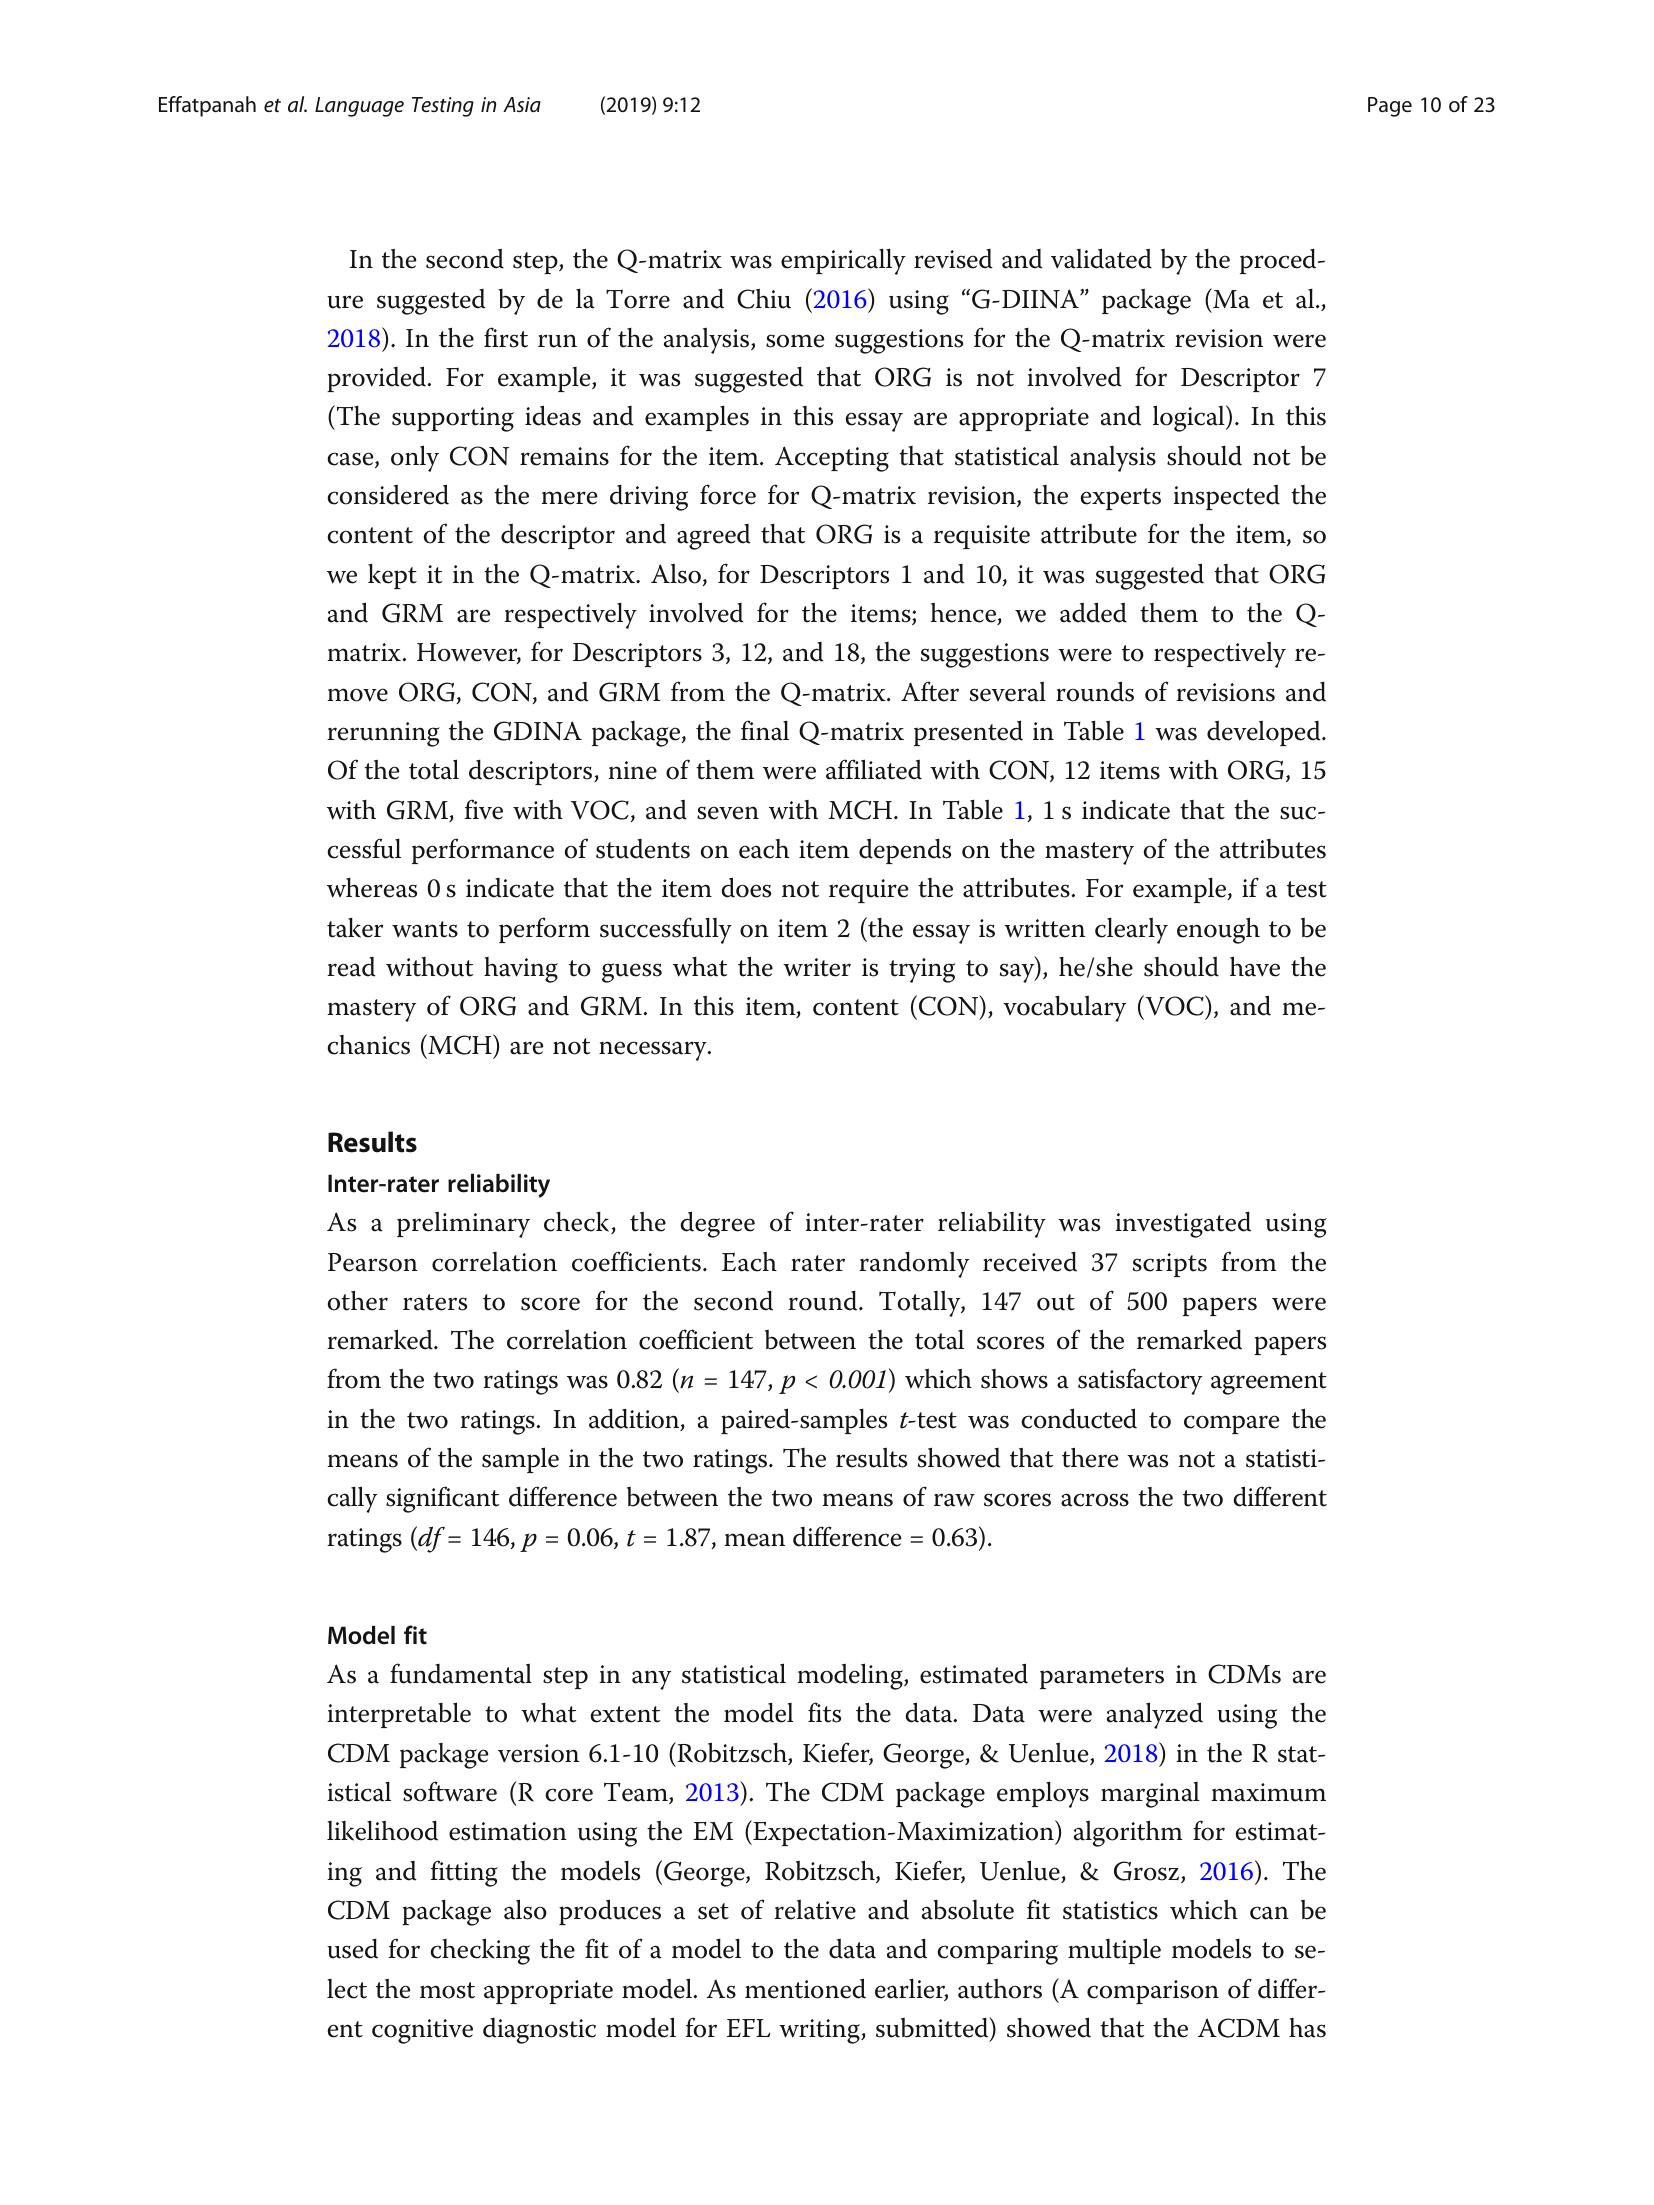 Effatpanah et al. Language Testing in Asia (2019) 9:12 Page 10 of 23
In the second step, the Q-matrix was empirically revised and validated by the proced-
ure suggested by de la Torre and Chiu (2016) using “G-DIINA” package (Ma et al.,
2018). In the first run of the analysis, some suggestions for the Q-matrix revision were
provided. For example, it was suggested that ORG is not involved for Descriptor 7
(The supporting ideas and examples in this essay are appropriate and logical). In this
case, only CON remains for the item. Accepting that statistical analysis should not be
considered as the mere driving force for Q-matrix revision, the experts inspected the
content of the descriptor and agreed that ORG is a requisite attribute for the item, so
we kept it in the Q-matrix. Also, for Descriptors 1 and 10, it was suggested that ORG
and GRM are respectively involved for the items; hence, we added them to the Q-
matrix. However, for Descriptors 3, 12, and 18, the suggestions were to respectively re-
move ORG, CON, and GRM from the Q-matrix. After several rounds of revisions and
rerunning the GDINA package, the final Q-matrix presented in Table 1 was developed.
Of the total descriptors, nine of them were affiliated with CON, 12 items with ORG, 15
with GRM, five with VOC, and seven with MCH. In Table 1, 1 s indicate that the suc-
cessful performance of students on each item depends on the mastery of the attributes
whereas 0 s indicate that the item does not require the attributes. For example, if a test
taker wants to perform successfully on item 2 (the essay is written clearly enough to be
read without having to guess what the writer is trying to say), he/she should have the
mastery of ORG and GRM. In this item, content (CON), vocabulary (VOC), and me-
chanics (MCH) are not necessary.
Results
Inter-rater reliability
As a preliminary check, the degree of inter-rater reliability was investigated using
Pearson correlation coefficients. Each rater randomly received 37 scripts from the
other raters to score for the second round. Totally, 147 out of 500 papers were
remarked. The correlation coefficient between the total scores of the remarked papers
from the two ratings was 0.82 (n = 147, p < 0.001) which shows a satisfactory agreement
in the two ratings. In addition, a paired-samples t-test was conducted to compare the
means of the sample in the two ratings. The results showed that there was not a statisti-
cally significant difference between the two means of raw scores across the two different
ratings (df = 146, p = 0.06, t = 1.87, mean difference = 0.63).
Model fit
As a fundamental step in any statistical modeling, estimated parameters in CDMs are
interpretable to what extent the model fits the data. Data were analyzed using the
CDM package version 6.1-10 (Robitzsch, Kiefer, George, & Uenlue, 2018) in the R stat-
istical software (R core Team, 2013). The CDM package employs marginal maximum
likelihood estimation using the EM (Expectation-Maximization) algorithm for estimat-
ing and fitting the models (George, Robitzsch, Kiefer, Uenlue, & Grosz, 2016). The
CDM package also produces a set of relative and absolute fit statistics which can be
used for checking the fit of a model to the data and comparing multiple models to se-
lect the most appropriate model. As mentioned earlier, authors (A comparison of differ-
ent cognitive diagnostic model for EFL writing, submitted) showed that the ACDM has